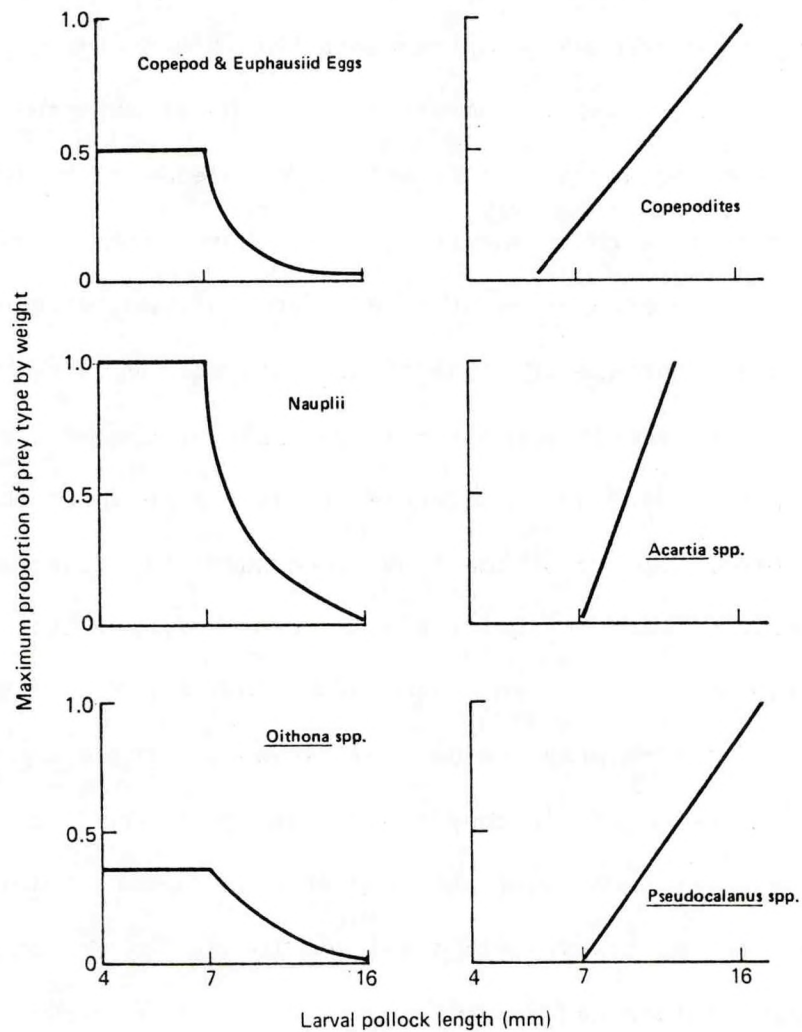 Maximum proportion of prey type by weight
1.0
Copepod & Euphausiid Eggs
0.5
0
Copepodites
1.0
Nauplii
0.5
0
Acartia spp.
1.0
Oithona spp.
0.5
0
4 7 16
Pseudocalanus spp.
4 7 16
Larval pollock length (mm)